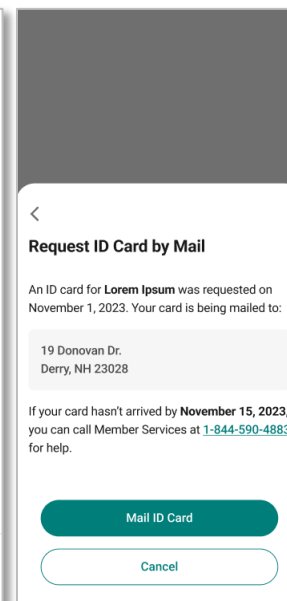 Request ID Card by Mail
An ID card for Lorem Ipsum was requested on
November 1, 2023. Your card is being mailed to:
19 Donovan Dr.
Derry, NH 23028
If your card hasn't arrived by November 15, 2023,
you can call Member Services at 1-844-590-4883
for help.
Mail ID Card
Cancel